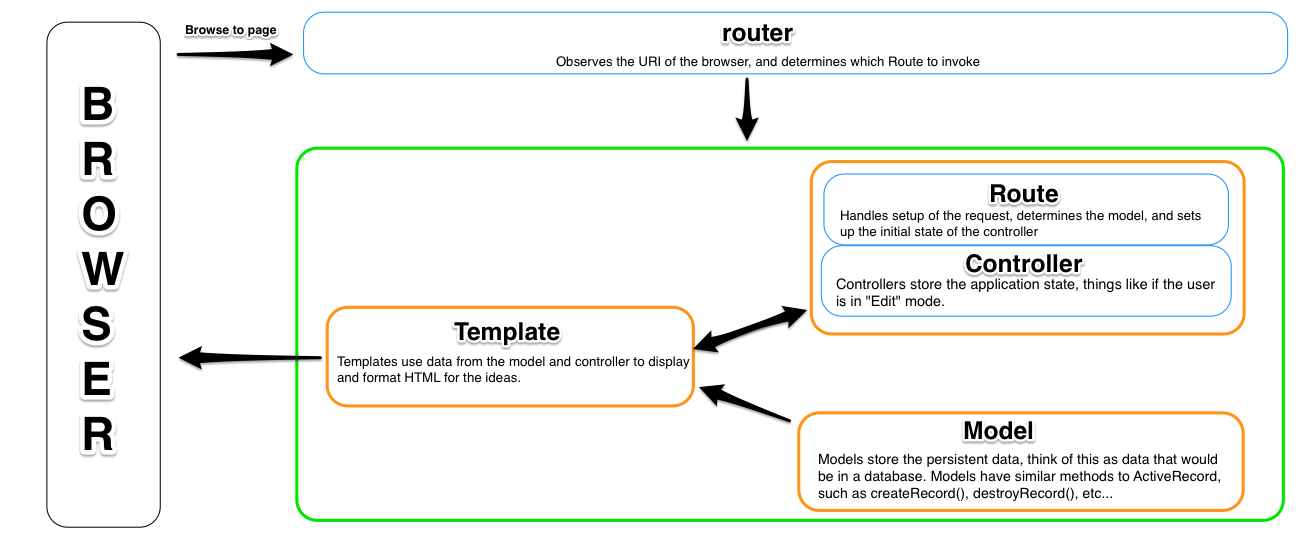 BROWSER
Browse to page
router
Observes the URI of the browser, and determines which Route to invoke
Route
Handles setup of the request, determines the model, and sets
up the initial state of the controller
Controller
Controllers store the application state, things like if the user
is in "Edit" mode.
Template
Templates use data from the model and controller to display
and format HTML for the ideas.
Model
Models store the persistent data, think of this as data that would
be in a database. Models have similar methods to ActiveRecord,
such as createRecord(), destroyRecord(), etc...